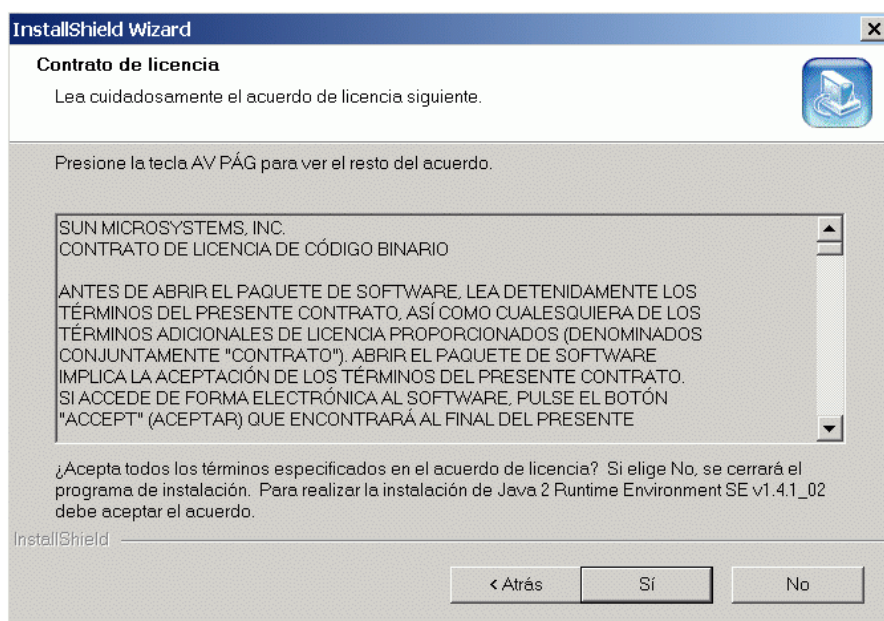 InstallShield Wizard
Contrato de licencia
Lea cuidadosamente el acuerdo de licencia siguiente.
Presione la tecla AV PÁG para ver el resto del acuerdo.
SUN MICROSYSTEMS, INC.
CONTRATO DE LICENCIA DE CÓDIGO BINARIO
ANTES DE ABRIR EL PAQUETE DE SOFTWARE, LEA DETENIDAMENTE LOS
TÉRMINOS DEL PRESENTE CONTRATO, ASÍ COMO CUALESQUIERA DE LOS
TÉRMINOS ADICIONALES DE LICENCIA PROPORCIONADOS (DENOMINADOS
CONJUNTAMENTE "CONTRATO"). ABRIR EL PAQUETE DE SOFTWARE
IMPLICA LA ACEPTACIÓN DE LOS TÉRMINOS DEL PRESENTE CONTRATO.
SI ACCEDE DE FORMA ELECTRÓNICA AL SOFTWARE, PULSE EL BOTÓN
"ACCEPT" (ACEPTAR) QUE ENCONTRARÁ AL FINAL DEL PRESENTE
¿Acepta todos los términos especificados en el acuerdo de licencia? Si elige No, se cerrará el
programa de instalación. Para realizar la instalación de Java 2 Runtime Environment SE v1.4.1_02
debe aceptar el acuerdo.
InstallShield
< Atrás
Sí
No